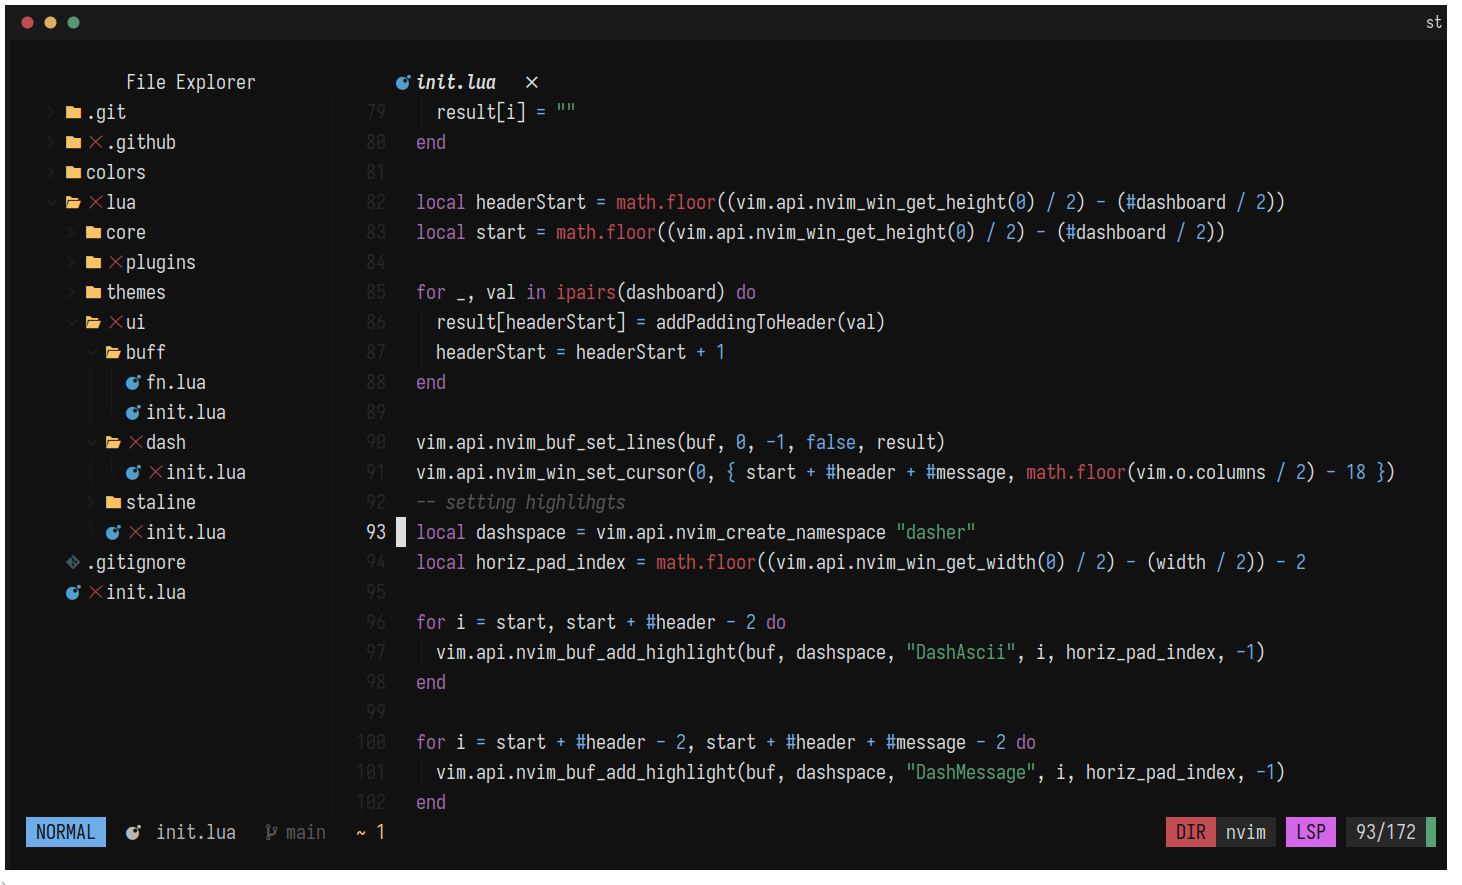 st
File Explorer
.git
.github
colors
lua
core
plugins
themes
ui
buff
fn.lua
init.lua
dash
init.lua
staline
init.lua
.gitignore
init.lua
init.lua ×
79 result[i] = ""
80 end
81
82 local headerStart = math.floor((vim.api.nvim_win_get_height(0) / 2) - (#dashboard / 2))
83 local start = math.floor((vim.api.nvim_win_get_height(0) / 2) - (#dashboard / 2))
84
85 for _, val in ipairs(dashboard) do
86 result[headerStart] = addPaddingToHeader(val)
87 headerStart = headerStart + 1
88 end
89
90 vim.api.nvim_buf_set_lines(buf, 0, -1, false, result)
91 vim.api.nvim_win_set_cursor(0, { start + #header + #message, math.floor(vim.o.columns / 2) - 18 })
92 -- setting highlihgts
93 local dashspace = vim.api.nvim_create_namespace "dasher"
94 local horiz_pad_index = math.floor((vim.api.nvim_win_get_width(0) / 2) - (width / 2)) - 2
95
96 for i = start, start + #header - 2 do
97 vim.api.nvim_buf_add_highlight(buf, dashspace, "DashAscii", i, horiz_pad_index, -1)
98 end
99
100 for i = start + #header - 2, start + #header + #message - 2 do
101 vim.api.nvim_buf_add_highlight(buf, dashspace, "DashMessage", i, horiz_pad_index, -1)
102 end
NORMAL init.lua main ~ 1 DIR nvim LSP 93/172